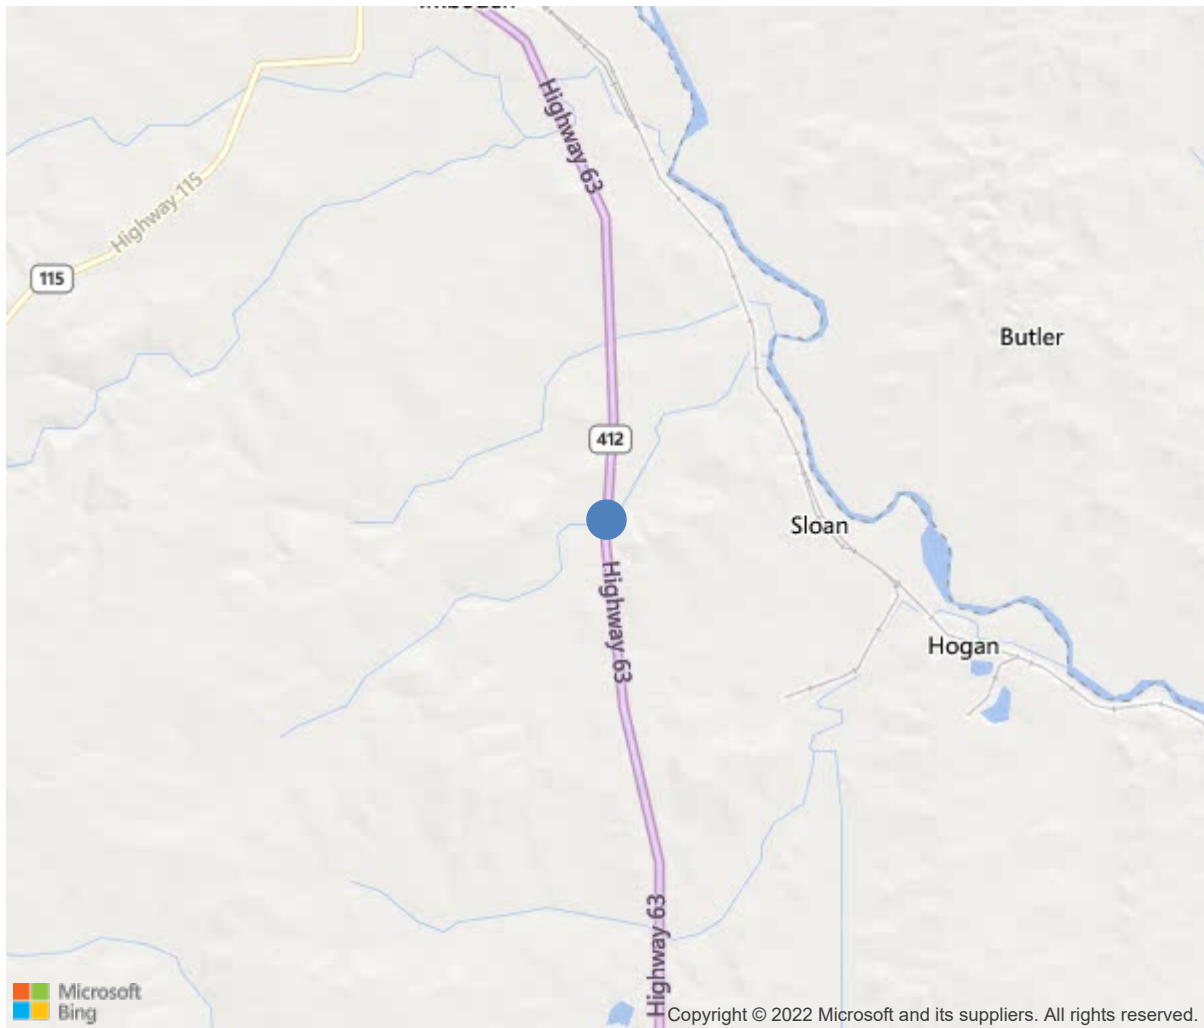 Highway 63
Highway 115
115
Butler
412
Sloan
Highway 63
Hogan
Highway 63
Microsoft
Bing
Copyright © 2022 Microsoft and its suppliers. All rights reserved.